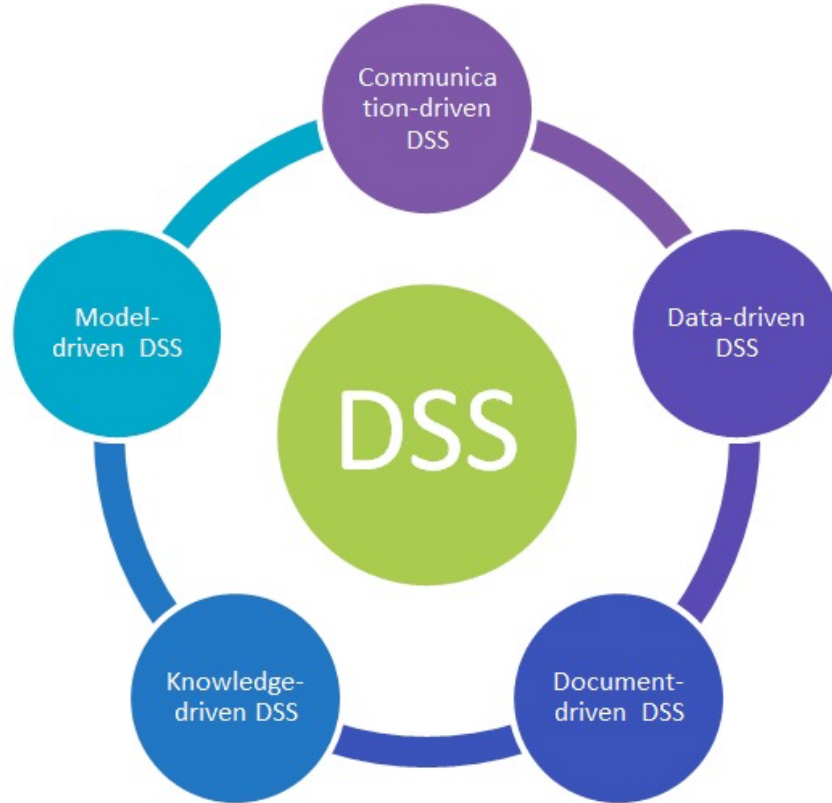 Communica
tion-driven
DSS
Data-driven
DSS
Document-
driven  DSS
Knowledge-
driven DSS
Model-
driven  DSS
DSS